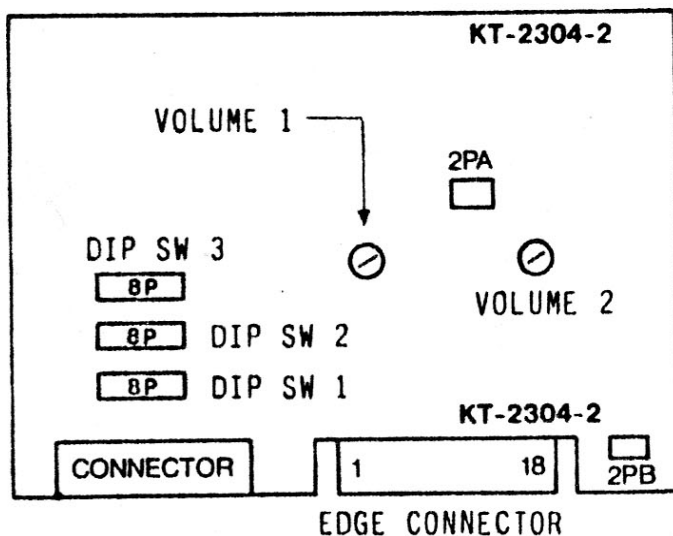 KT-2304-2
VOLUME 1
2PA
DIP SW 3
8P
VOLUME 2
8P DIP SW 2
8P DIP SW 1
KT-2304-2
CONNECTOR
1 18
2PB
EDGE CONNECTOR